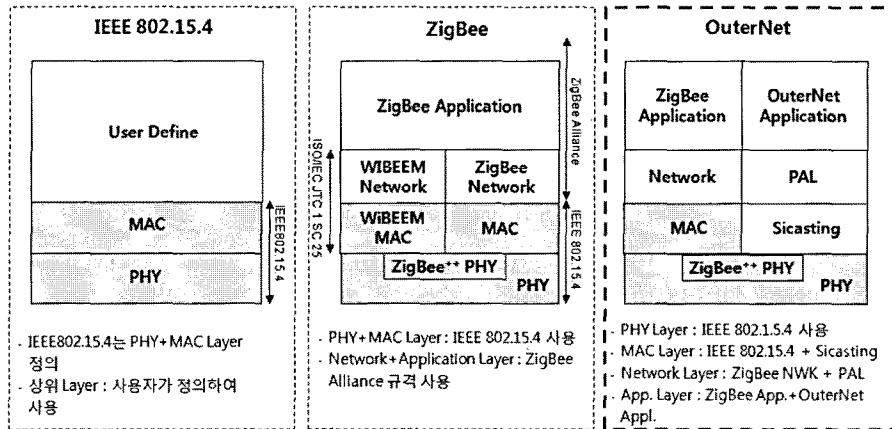 IEEE 802.15.4
User Define
MAC
PHY
IEEE802.15.4
- IEEE802.15.4는 PHY+MAC Layer
정의
- 상위 Layer : 사용자가 정의하여
사용
ZigBee
ZigBee Application
WIBEEM
Network
ZigBee
Network
WiBEEM
MAC
MAC
ZigBee++ PHY
PHY
ISO/IEC JTC 1 SC 25
ZigBee Alliance
IEEE 802.15.4
- PHY+MAC Layer : IEEE 802.15.4 사용
- Network+Application Layer : ZigBee
Alliance 규격 사용
OuterNet
ZigBee
Application
OuterNet
Application
Network
PAL
MAC
Sicasting
ZigBee++ PHY
PHY
- PHY Layer : IEEE 802.1.5.4 사용
- MAC Layer : IEEE 802.15.4 + Sicasting
- Network Layer : ZigBee NWK + PAL
- App. Layer : ZigBee App.+OuterNet
Appl.